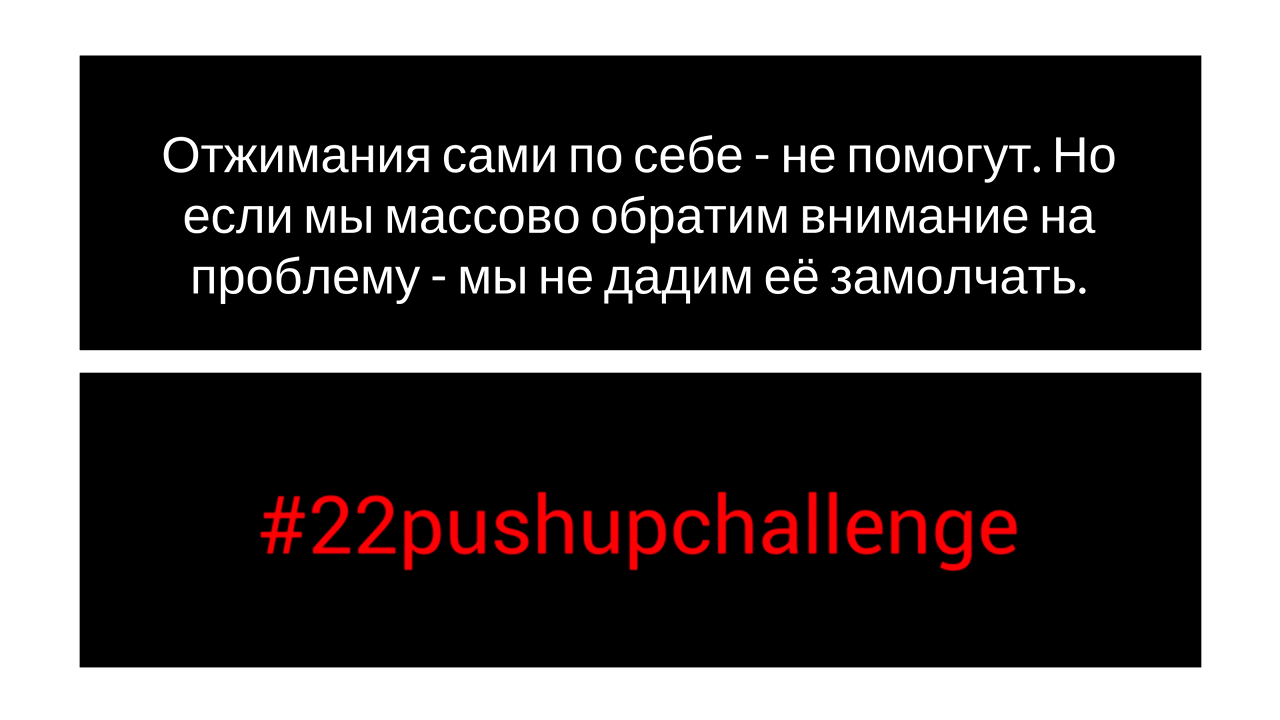 Отжимания сами по себе - не помогут. Но
если мы массово обратим внимание на
проблему - мы не дадим её замолчать.
#22pushupchallenge